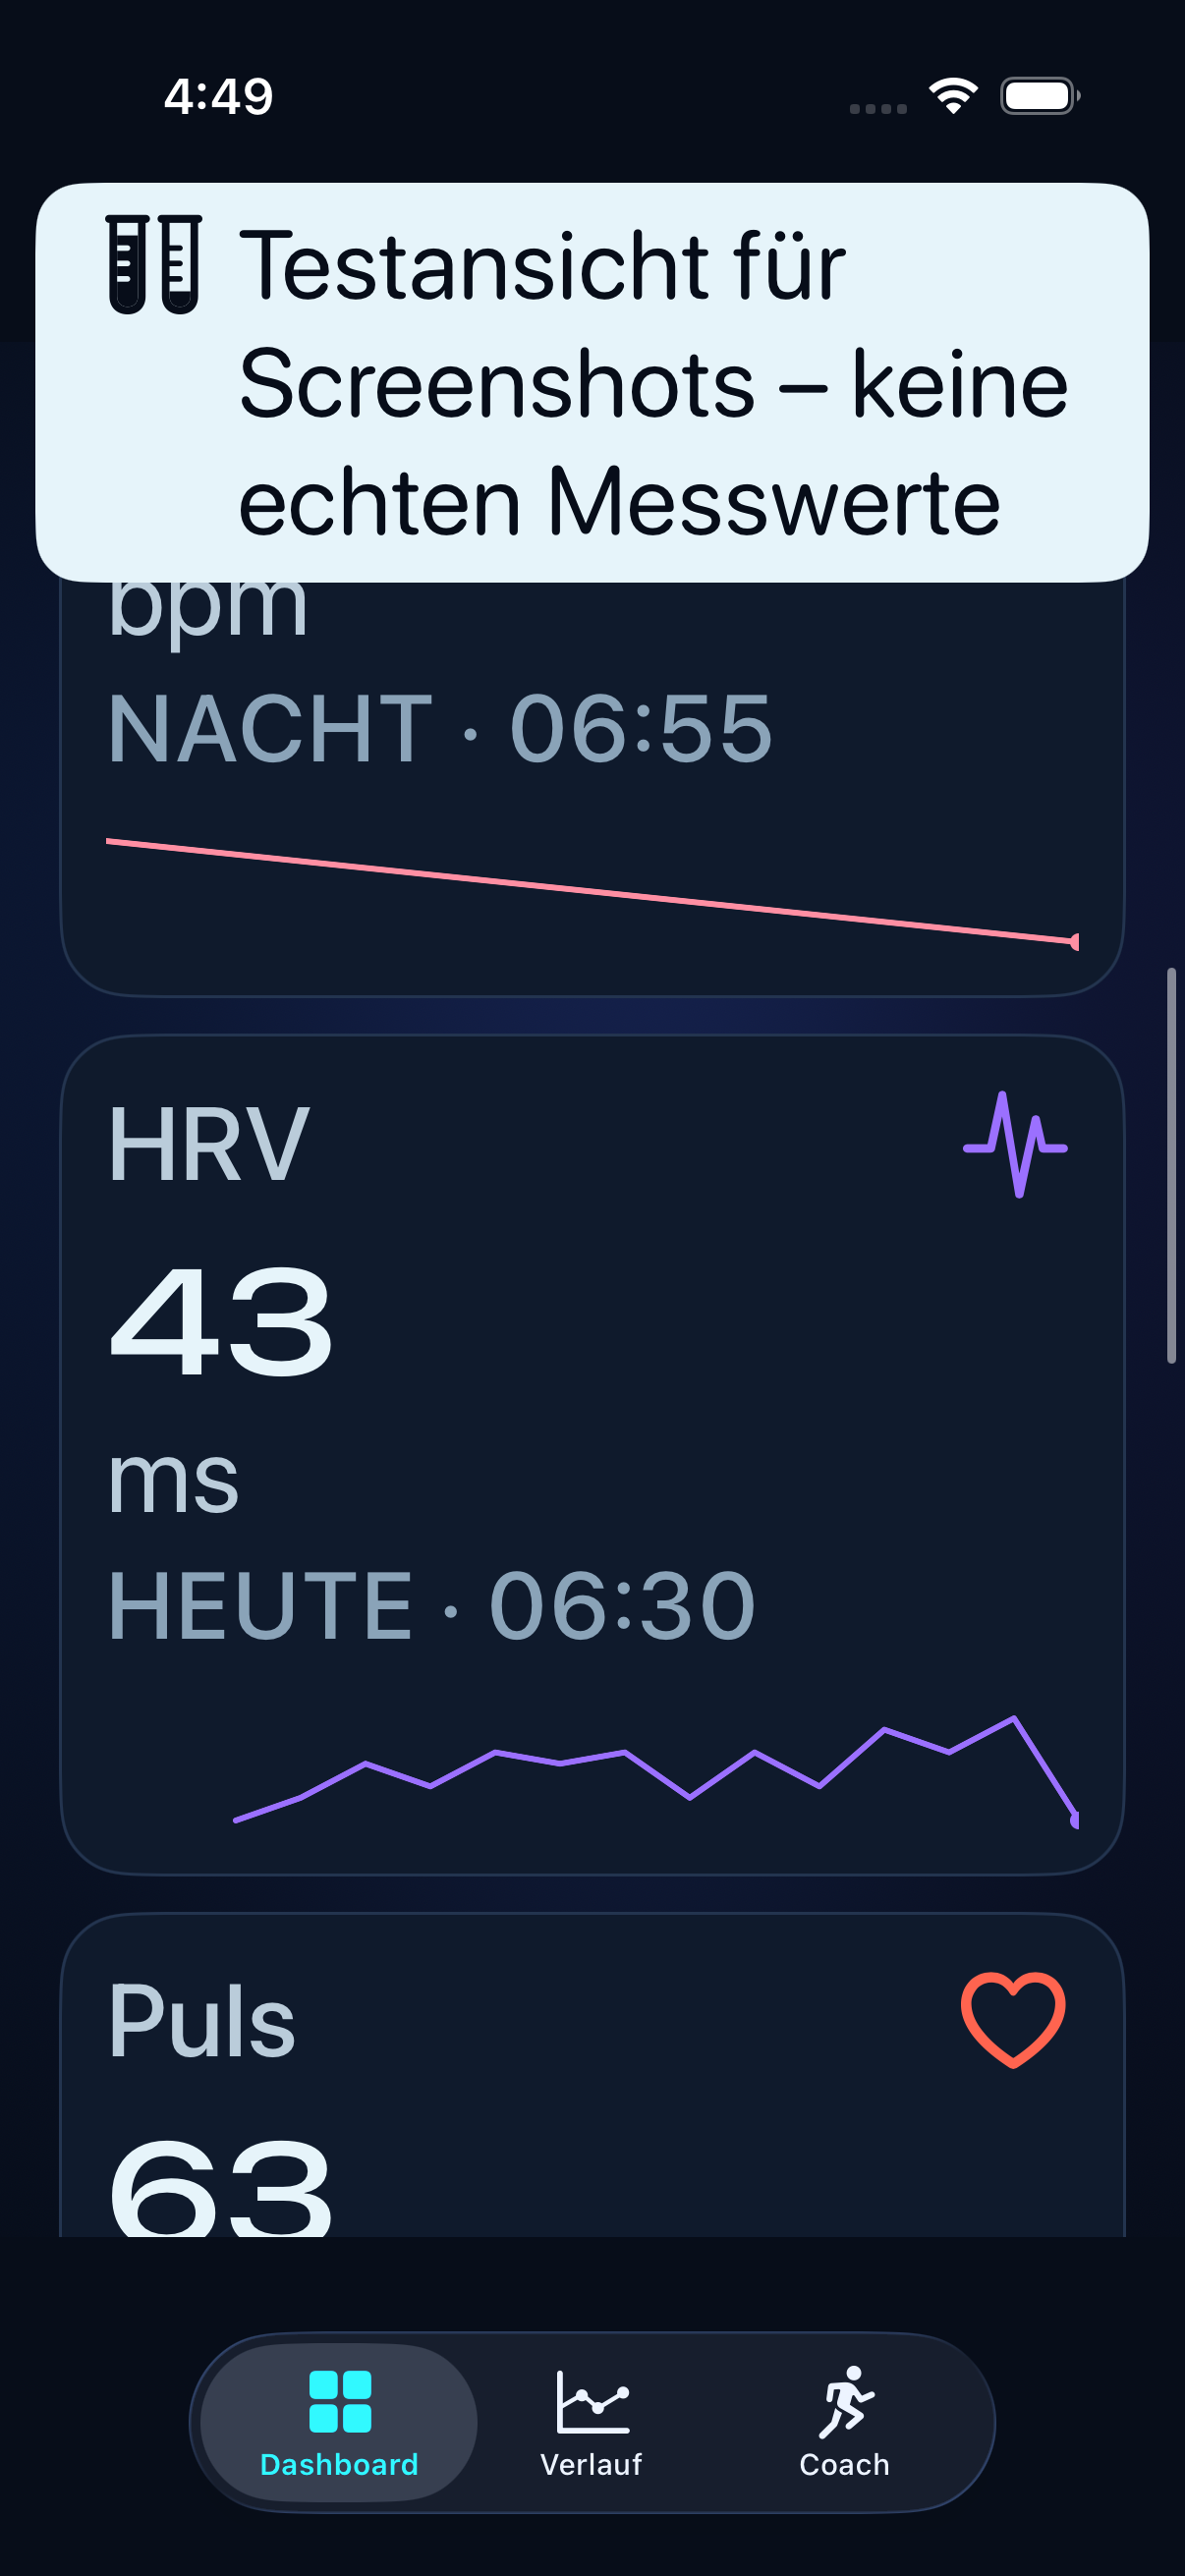 4:49
Testansicht für
Screenshots – keine
echten Messwerte
bpm
NACHT · 06:55
HRV
43
ms
HEUTE · 06:30
Puls
63
Dashboard
Verlauf
Coach